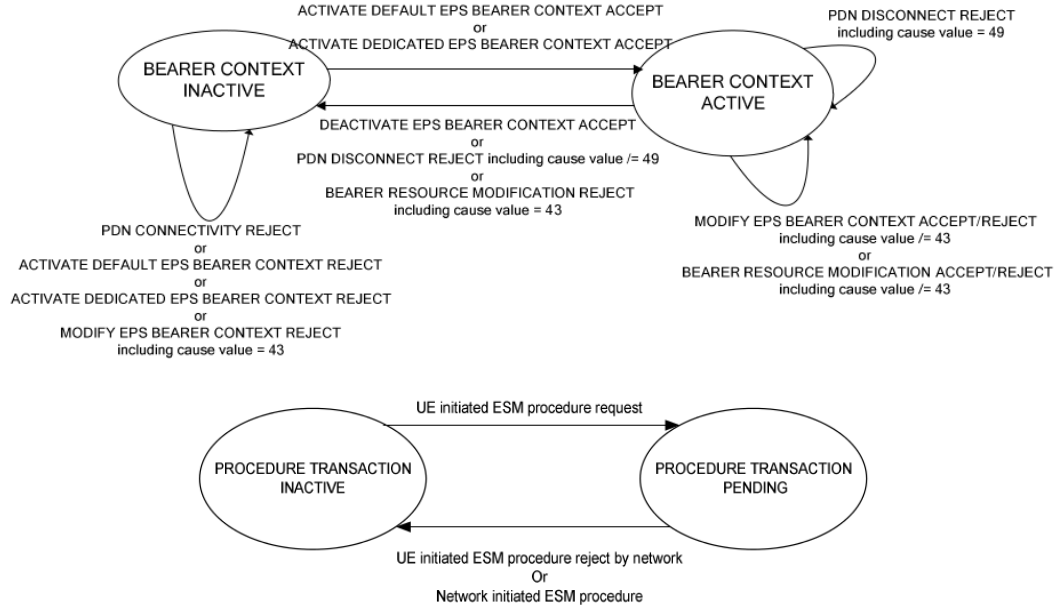 ACTIVATE DEFAULT EPS BEARER CONTEXT ACCEPT
or
ACTIVATE DEDICATED EPS BEARER CONTEXT ACCEPT
PDN DISCONNECT REJECT
including cause value = 49
BEARER CONTEXT
INACTIVE
BEARER CONTEXT
ACTIVE
DEACTIVATE EPS BEARER CONTEXT ACCEPT
or
PDN DISCONNECT REJECT including cause value /= 49
or
BEARER RESOURCE MODIFICATION REJECT
including cause value = 43
PDN CONNECTIVITY REJECT
or
ACTIVATE DEFAULT EPS BEARER CONTEXT REJECT
or
ACTIVATE DEDICATED EPS BEARER CONTEXT REJECT
or
MODIFY EPS BEARER CONTEXT REJECT
including cause value = 43
MODIFY EPS BEARER CONTEXT ACCEPT/REJECT
including cause value /= 43
or
BEARER RESOURCE MODIFICATION ACCEPT/REJECT
including cause value /= 43
UE initiated ESM procedure request
PROCEDURE TRANSACTION
INACTIVE
PROCEDURE TRANSACTION
PENDING
UE initiated ESM procedure reject by network
Or
Network initiated ESM procedure